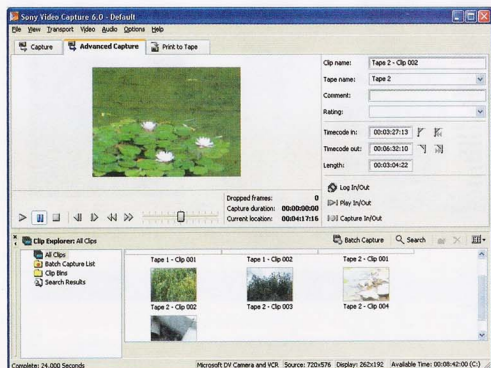 Sony Video Capture 6.0 - Default
File View Transport Video Audio Options Help
Capture Advanced Capture Print to Tape
Clip name: Tape 2 - Clip 002
Tape name: Tape 2
Comment:
Rating:
Timecode in: 00:03:27:13
Timecode out: 00:06:32:10
Length: 00:03:04:22
Log In/Out
Play In/Out
Capture In/Out
Dropped frames: 0
Capture duration: 00:00:00:00
Current location: 00:04:17:16
Clip Explorer: All Clips
Batch Capture Search
All Clips
Batch Capture List
Clip Bins
Search Results
Tape 1 - Clip 001 Tape 1 - Clip 002 Tape 2 - Clip 001
Tape 2 - Clip 002 Tape 2 - Clip 003 Tape 2 - Clip 004
Complete: 24.000 Seconds Microsoft DV Camera and VCR Source: 720x576 Display: 262x192 Available Time: 00:08:42:00 (C:)